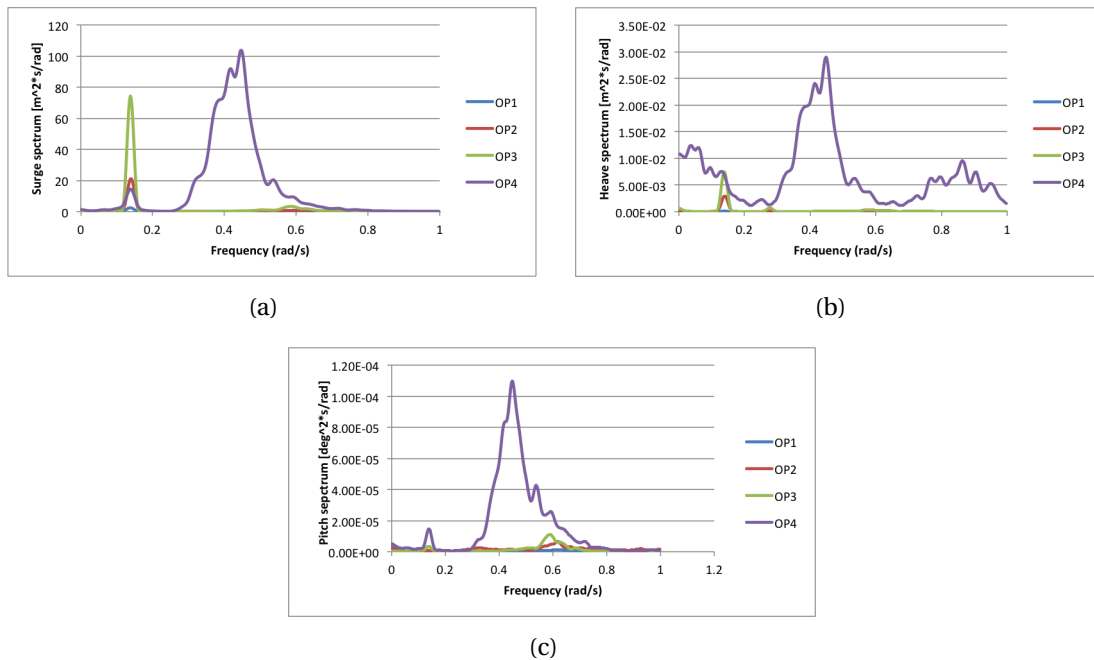 120
100
80
60
40
20
0
Surge spctrum [m^2*s/rad]
0
0.2
0.4
0.6
0.8
1
Frequency (rad/s)
OP1
OP2
OP3
OP4
(a)
3.50E-02
3.00E-02
2.50E-02
2.00E-02
1.50E-02
1.00E-02
5.00E-03
0.00E+00
Heave spectrum [m^2*s/rad]
0
0.2
0.4
0.6
0.8
1
Frequency (rad/s)
OP1
OP2
OP3
OP4
(b)
1.20E-04
1.00E-04
8.00E-05
6.00E-05
4.00E-05
2.00E-05
0.00E+00
Pitch sepctrum [deg^2*s/rad]
0
0.2
0.4
0.6
0.8
1
1.2
Frequency (rad/s)
OP1
OP2
OP3
OP4
(c)